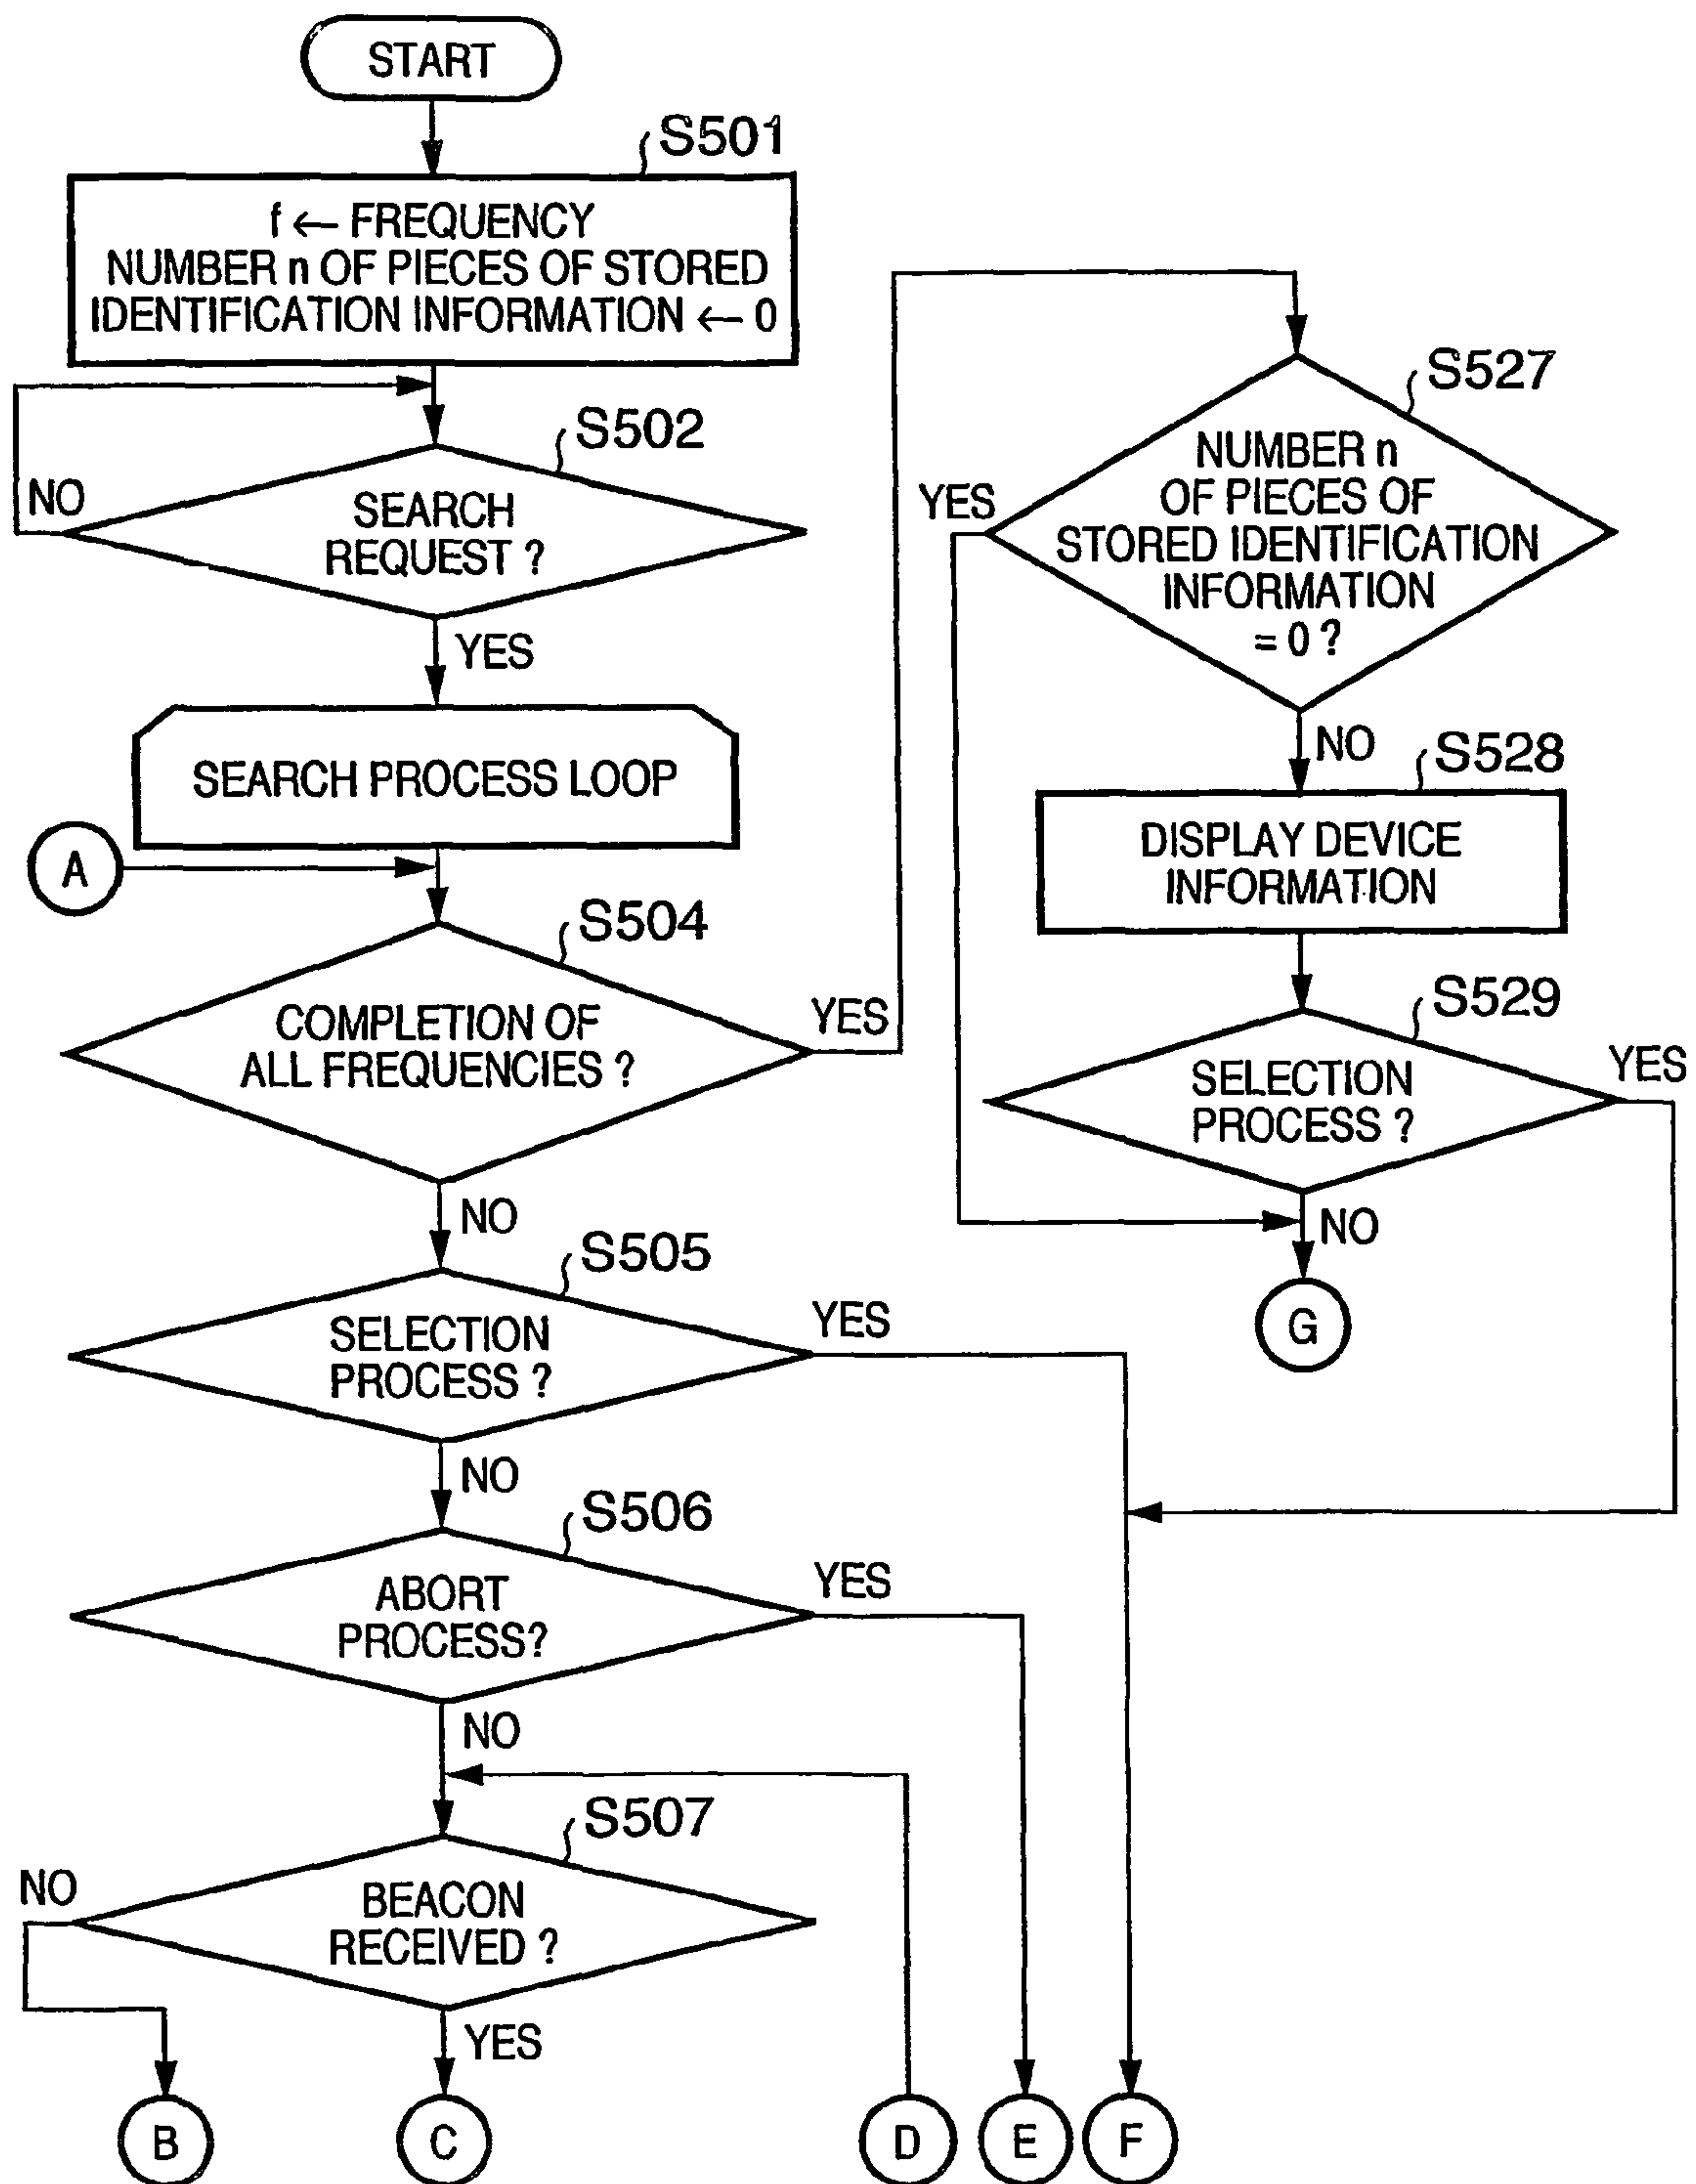 START
S501
f ← FREQUENCY
NUMBER n OF PIECES OF STORED
IDENTIFICATION INFORMATION ← 0
S502
NO
SEARCH
REQUEST ?
YES
SEARCH PROCESS LOOP
A
S504
COMPLETION OF
ALL FREQUENCIES ?
YES
NO
S505
SELECTION
PROCESS ?
YES
NO
S506
ABORT
PROCESS?
YES
NO
S507
NO
BEACON
RECEIVED ?
YES
B
C
D
E
F
S527
YES
NUMBER n
OF PIECES OF
STORED IDENTIFICATION
INFORMATION
= 0 ?
NO
S528
DISPLAY DEVICE
INFORMATION
S529
SELECTION
PROCESS ?
YES
NO
G